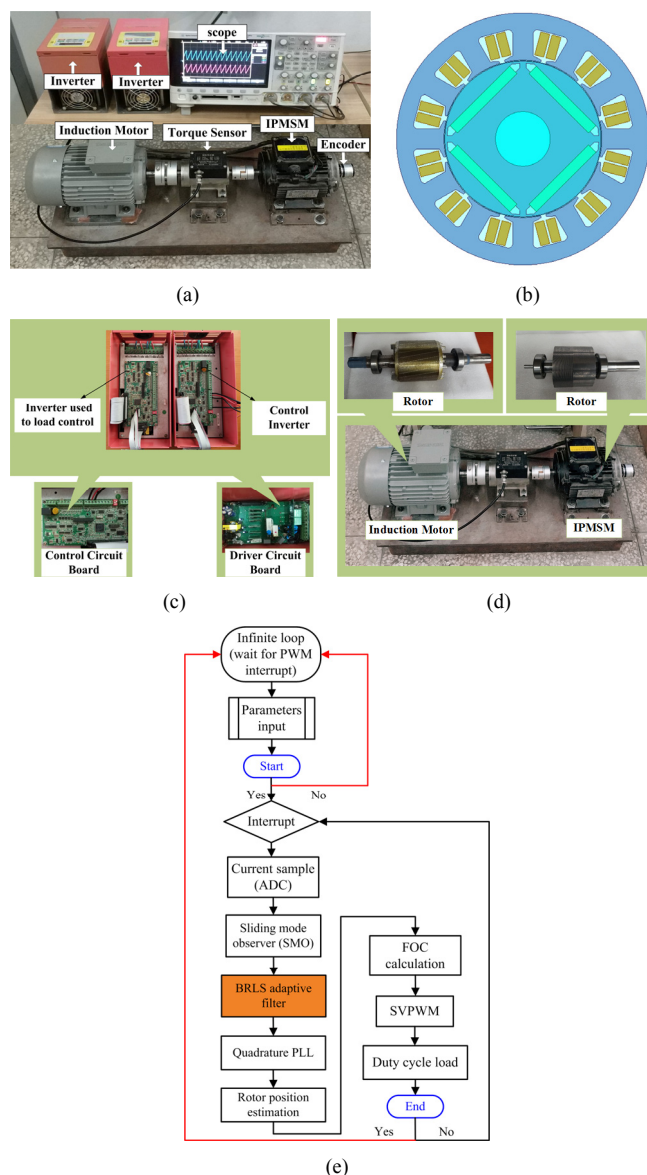 scope
Inverter
Inverter
IPMSM
Induction Motor
Torque Sensor
Encoder
(a)
(b)
Inverter used
to load control
Control
Inverter
Control Circuit
Board
Driver Circuit
Board
(c)
Rotor
Rotor
Induction Motor
IPMSM
(d)
Infinite loop
(wait for PWM
interrupt)
Parameters
input
Start
Yes
No
Interrupt
Current sample
(ADC)
Sliding mode
observer (SMO)
BRLS adaptive
filter
Quadrature PLL
Rotor position
estimation
FOC
calculation
SVPWM
Duty cycle load
End
Yes
No
(e)